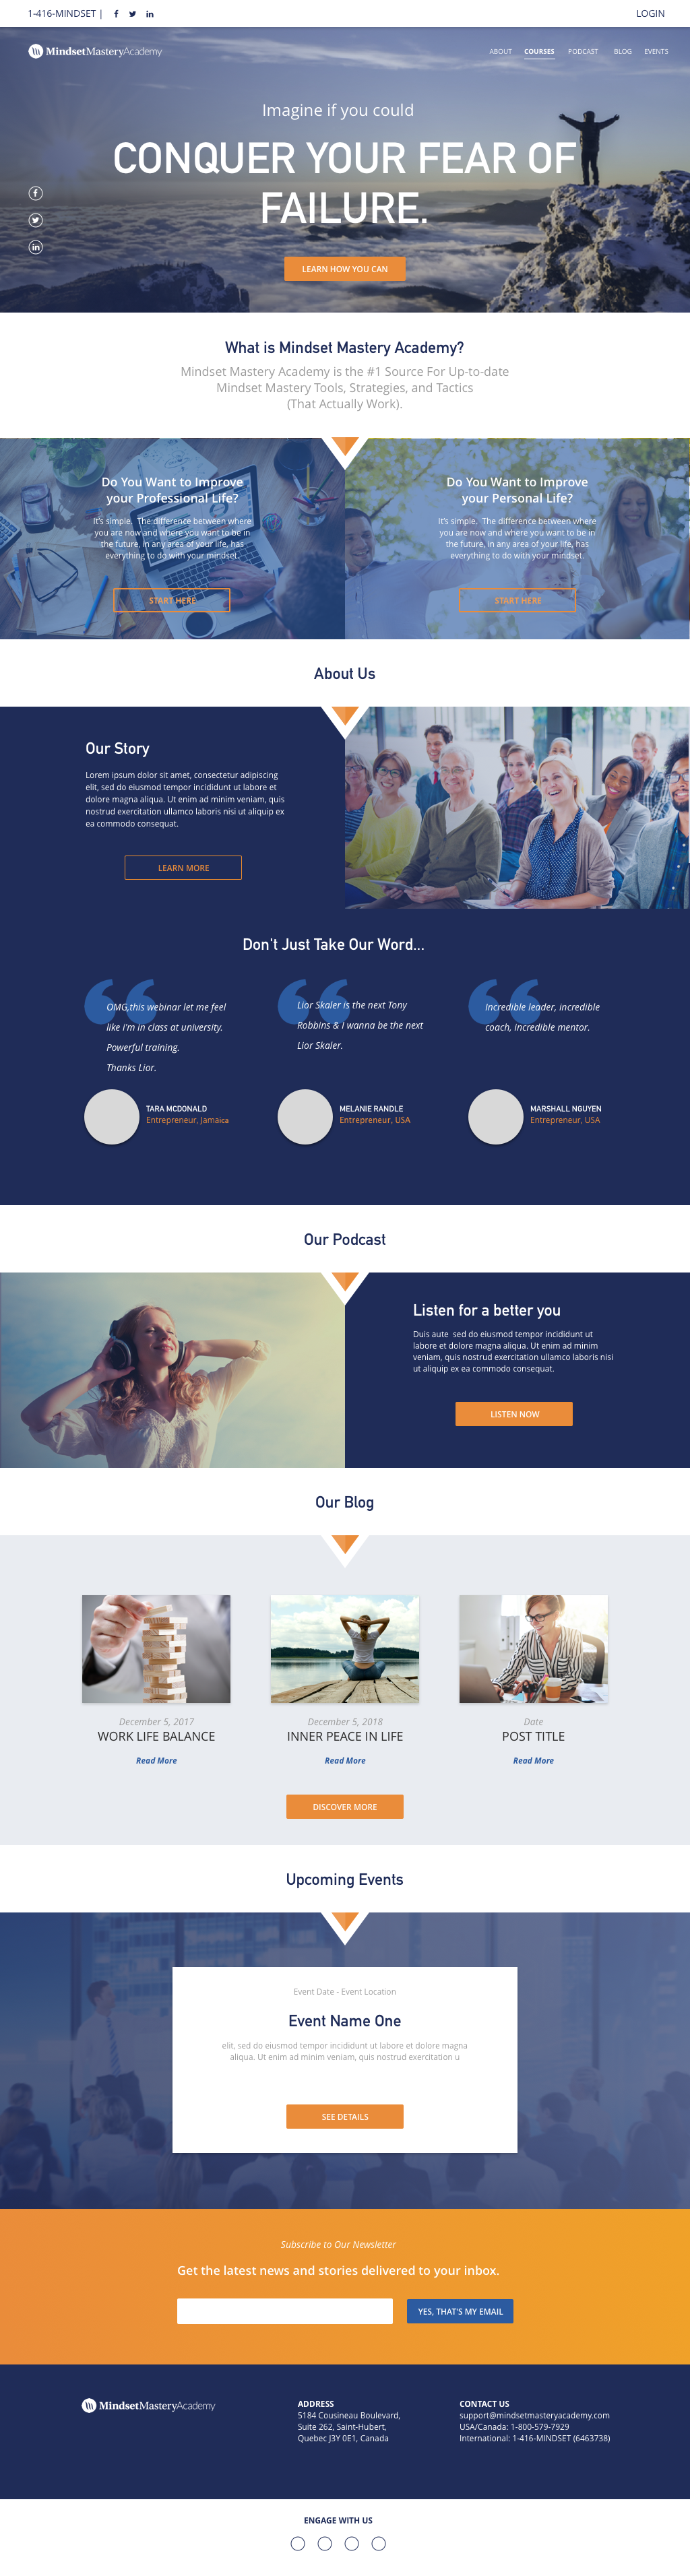 1-416-MINDSET |
LOGIN
MindsetMasteryAcademy
ABOUT COURSES PODCAST BLOG EVENTS
Imagine if you could
CONQUER YOUR FEAR OF
FAILURE.
LEARN HOW YOU CAN
What is Mindset Mastery Academy?
Mindset Mastery Academy is the #1 Source For Up-to-date
Mindset Mastery Tools, Strategies, and Tactics
(That Actually Work).
Do You Want to Improve
your Professional Life?
It's simple. The difference between where
you are now and where you want to be in
the future, in any area of your life, has
everything to do with your mindset.
START HERE
Do You Want to Improve
your Personal Life?
It's simple. The difference between where
you are now and where you want to be in
the future, in any area of your life, has
everything to do with your mindset.
START HERE
About Us
Our Story
Lorem ipsum dolor sit amet, consectetur adipiscing
elit, sed do eiusmod tempor incididunt ut labore et
dolore magna aliqua. Ut enim ad minim veniam, quis
nostrud exercitation ullamco laboris nisi ut aliquip ex
ea commodo consequat.
LEARN MORE
Don't Just Take Our Word...
OMG,this webinar let me feel
like i'm in class at university.
Powerful training.
Thanks Lior.
TARA MCDONALD
Entrepreneur, Jamaica
Lior Skaler is the next Tony
Robbins & I wanna be the next
Lior Skaler.
MELANIE RANDLE
Entrepreneur, USA
Incredible leader, incredible
coach, incredible mentor.
MARSHALL NGUYEN
Entrepreneur, USA
Our Podcast
Listen for a better you
Duis aute sed do eiusmod tempor incididunt ut
labore et dolore magna aliqua. Ut enim ad minim
veniam, quis nostrud exercitation ullamco laboris nisi
ut aliquip ex ea commodo consequat.
LISTEN NOW
Our Blog
December 5, 2017
WORK LIFE BALANCE
Read More
December 5, 2018
INNER PEACE IN LIFE
Read More
Date
POST TITLE
Read More
DISCOVER MORE
Upcoming Events
Event Date - Event Location
Event Name One
elit, sed do eiusmod tempor incididunt ut labore et dolore magna
aliqua. Ut enim ad minim veniam, quis nostrud exercitation u
SEE DETAILS
Subscribe to Our Newsletter
Get the latest news and stories delivered to your inbox.
YES, THAT'S MY EMAIL
MindsetMasteryAcademy
ADDRESS
5184 Cousineau Boulevard,
Suite 262, Saint-Hubert,
Quebec J3Y 0E1, Canada
CONTACT US
support@mindsetmasteryacademy.com
USA/Canada: 1-800-579-7929
International: 1-416-MINDSET (6463738)
ENGAGE WITH US